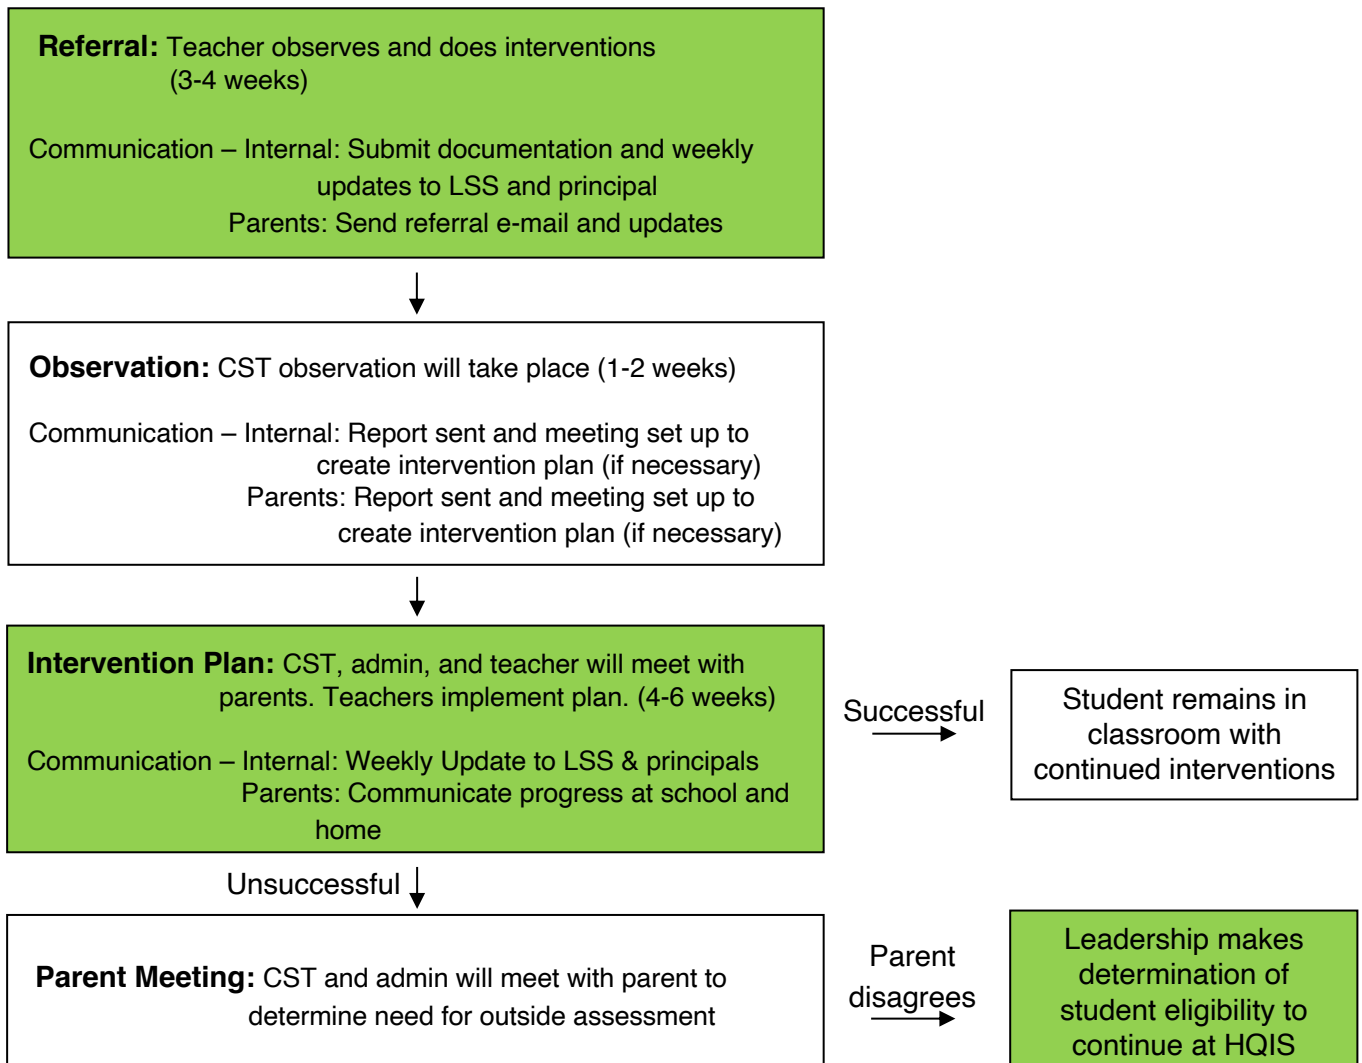 Referral: Teacher observes and does interventions
(3-4 weeks)
Communication – Internal: Submit documentation and weekly
updates to LSS and principal
Parents: Send referral e-mail and updates
Observation: CST observation will take place (1-2 weeks)
Communication – Internal: Report sent and meeting set up to
create intervention plan (if necessary)
Parents: Report sent and meeting set up to
create intervention plan (if necessary)
Intervention Plan: CST, admin, and teacher will meet with
parents. Teachers implement plan. (4-6 weeks)
Communication – Internal: Weekly Update to LSS & principals
Parents: Communicate progress at school and
home
Successful
Student remains in
classroom with
continued interventions
Unsuccessful
Parent Meeting: CST and admin will meet with parent to
determine need for outside assessment
Parent
disagrees
Leadership makes
determination of
student eligibility to
continue at HQIS